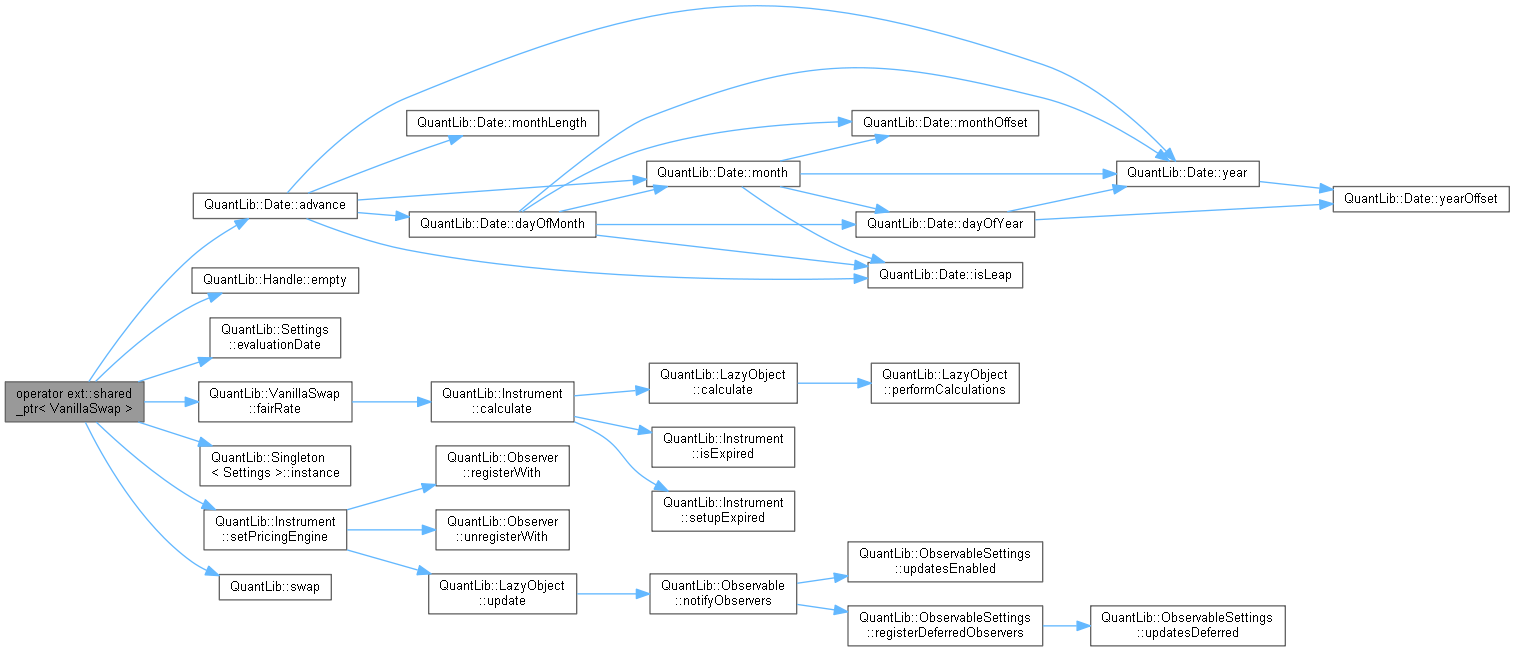 QuantLib::Date::monthLength
QuantLib::Date::monthOffset
QuantLib::Date::month
QuantLib::Date::year
QuantLib::Date::yearOffset
QuantLib::Date::advance
QuantLib::Date::dayOfMonth
QuantLib::Date::dayOfYear
QuantLib::Date::isLeap
QuantLib::Handle::empty
QuantLib::Settings
::evaluationDate
operator ext::shared
_ptr< VanillaSwap >
QuantLib::VanillaSwap
::fairRate
QuantLib::Instrument
::calculate
QuantLib::LazyObject
::calculate
QuantLib::LazyObject
::performCalculations
QuantLib::Instrument
::isExpired
QuantLib::Instrument
::setupExpired
QuantLib::Singleton
< Settings >::instance
QuantLib::Observer
::registerWith
QuantLib::Instrument
::setPricingEngine
QuantLib::Observer
::unregisterWith
QuantLib::LazyObject
::update
QuantLib::Observable
::notifyObservers
QuantLib::ObservableSettings
::updatesEnabled
QuantLib::ObservableSettings
::registerDeferredObservers
QuantLib::ObservableSettings
::updatesDeferred
QuantLib::swap